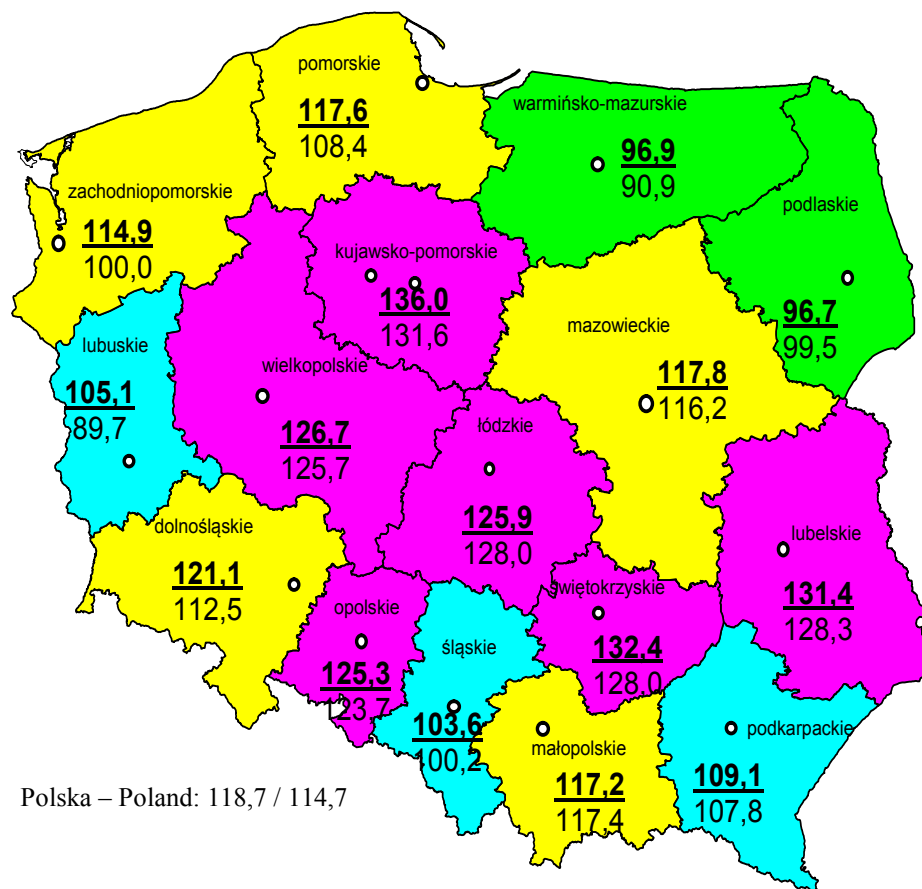 pomorskie
117,6
108,4
warmińsko-mazurskie
96,9
90,9
zachodniopomorskie
114,9
100,0
podlaskie
96,7
99,5
kujawsko-pomorskie
136,0
131,6
mazowieckie
117,8
116,2
lubuskie
105,1
89,7
wielkopolskie
126,7
125,7
łódzkie
125,9
128,0
dolnośląskie
121,1
112,5
lubelskie
131,4
128,3
opolskie
125,3
123,7
śląskie
103,6
100,2
świętokrzyskie
132,4
128,0
małopolskie
117,2
117,4
podkarpackie
109,1
107,8
Polska – Poland: 118,7 / 114,7